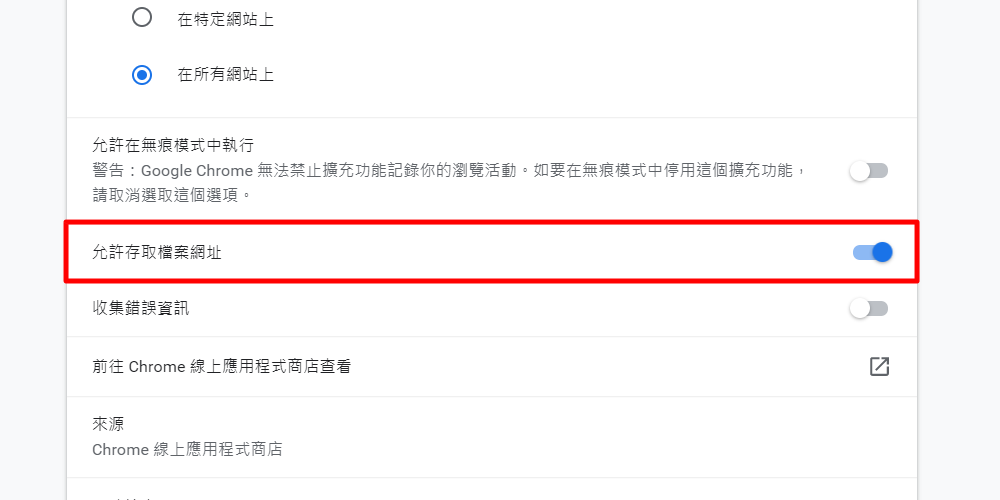 在特定網站上
在所有網站上
允許在無痕模式中執行
警告：Google Chrome 無法禁止擴充功能記錄你的瀏覽活動。如要在無痕模式中停用這個擴充功能，
請取消選取這個選項。
允許存取檔案網址
收集錯誤資訊
前往 Chrome 線上應用程式商店查看
來源
Chrome 線上應用程式商店